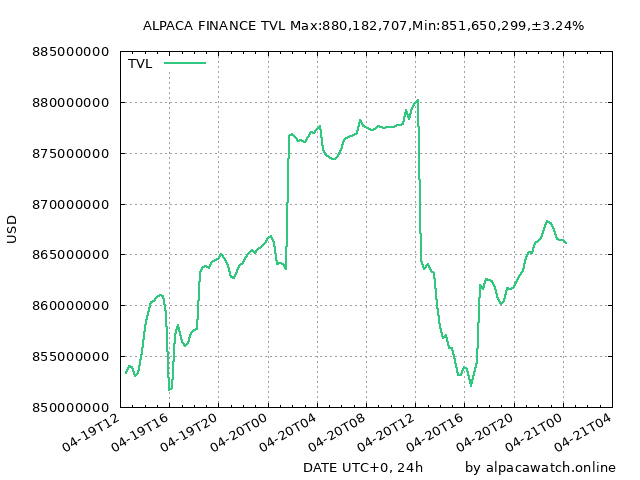 ALPACA FINANCE TVL Max:880,182,707,Min:851,650,299,±3.24%
885000000
TVL
880000000
875000000
870000000
USD
865000000
860000000
855000000
850000000
04-19T12
04-19T16
04-19T20
04-20T00
04-20T04
04-20T08
04-20T12
04-20T16
04-20T20
04-21T00
04-21T04
DATE UTC+0, 24h
by alpacawatch.online